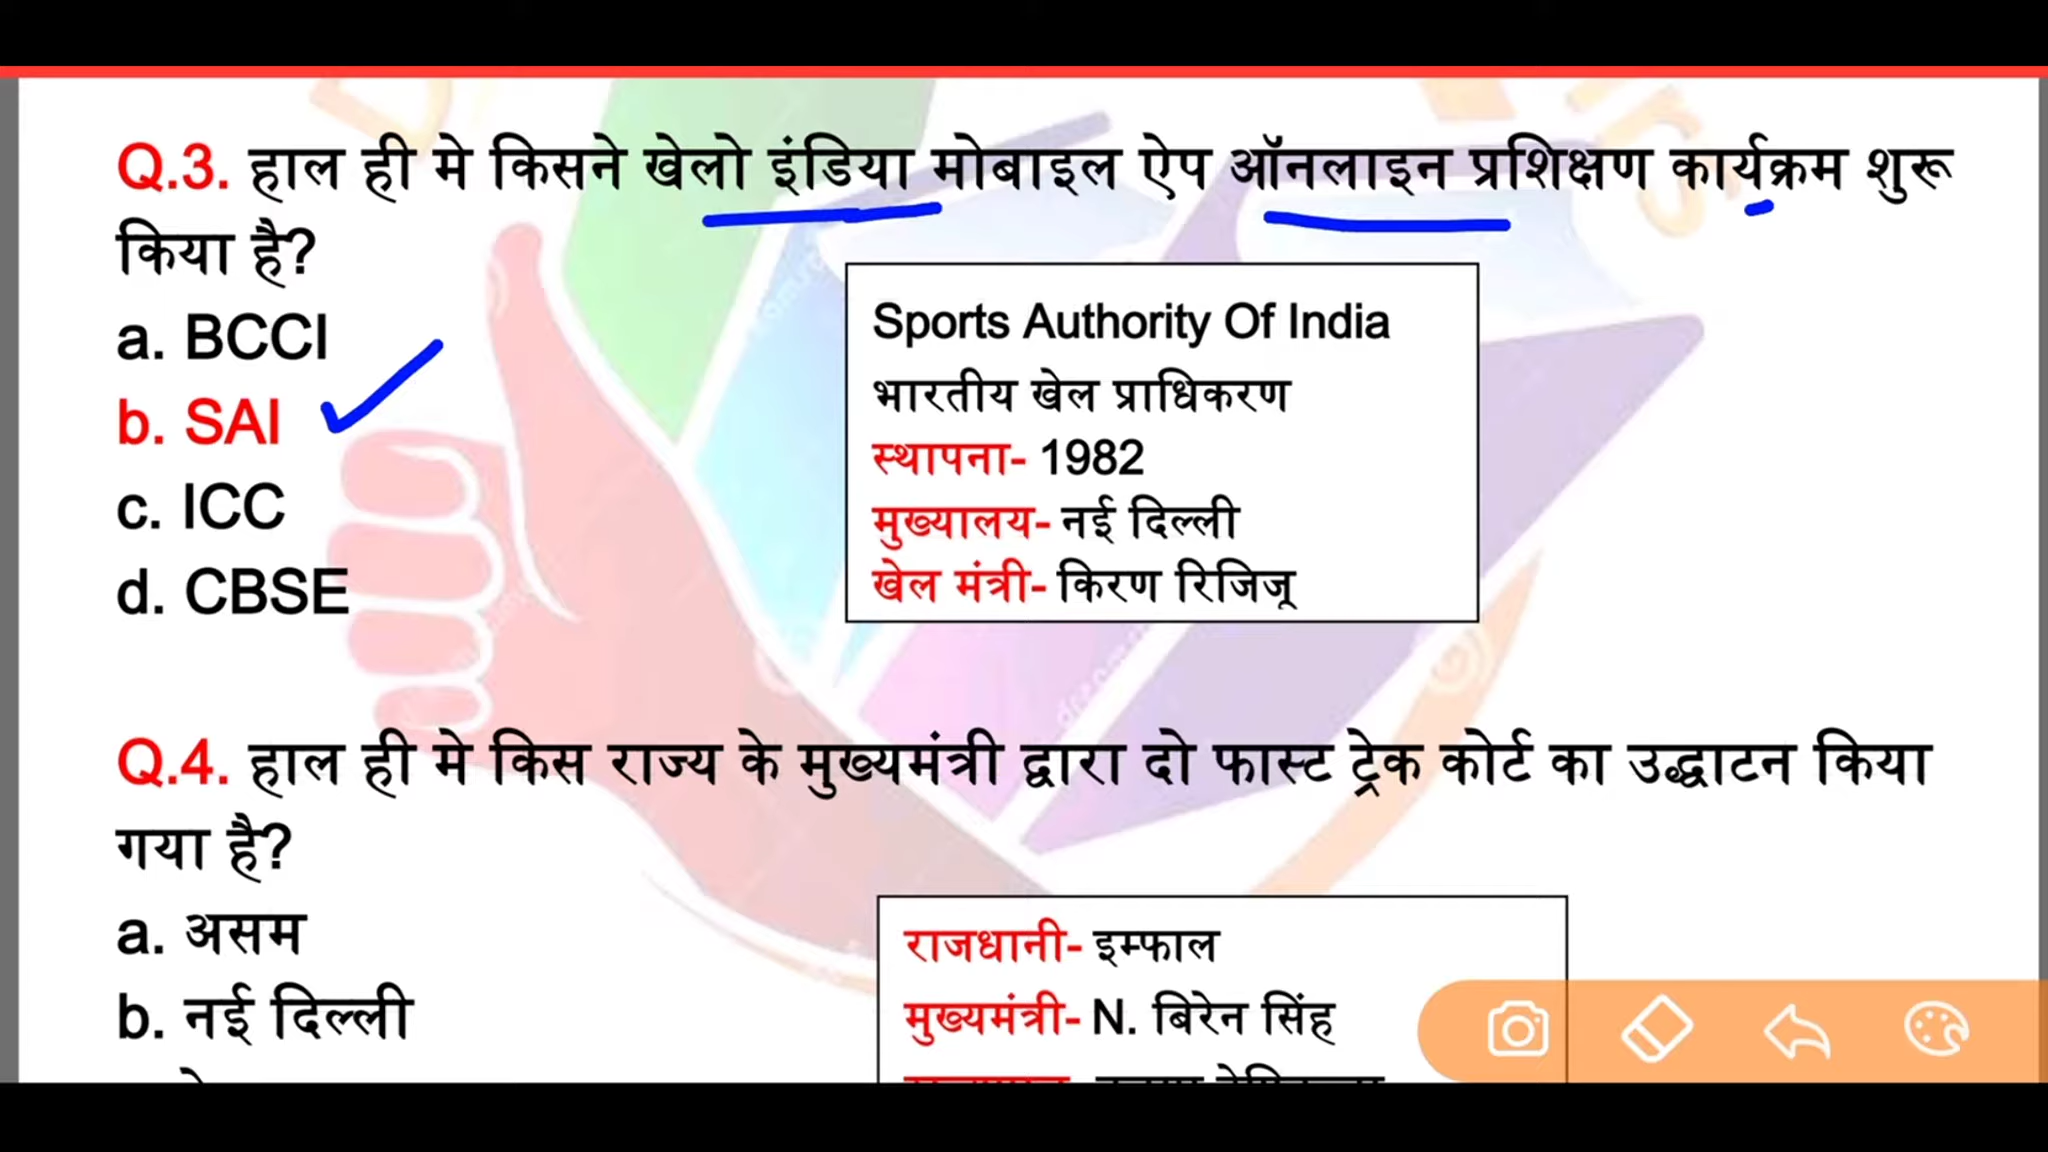 Q.3. हाल ही मे किसने खेलो इंडिया मोबाइल ऐप ऑनलाइन प्रशिक्षण कार्यक्रम शुरू
किया है?
a. BCCI
b. SAI
c. ICC
d. CBSE
Sports Authority Of India
भारतीय खेल प्राधिकरण
स्थापना- 1982
मुख्यालय- नई दिल्ली
खेल मंत्री- किरण रिजिजू
Q.4. हाल ही मे किस राज्य के मुख्यमंत्री द्वारा दो फास्ट ट्रेक कोर्ट का उद्घाटन किया
गया है?
a. असम
b. नई दिल्ली
राजधानी- इम्फाल
मुख्यमंत्री- N. बिरेन सिंह